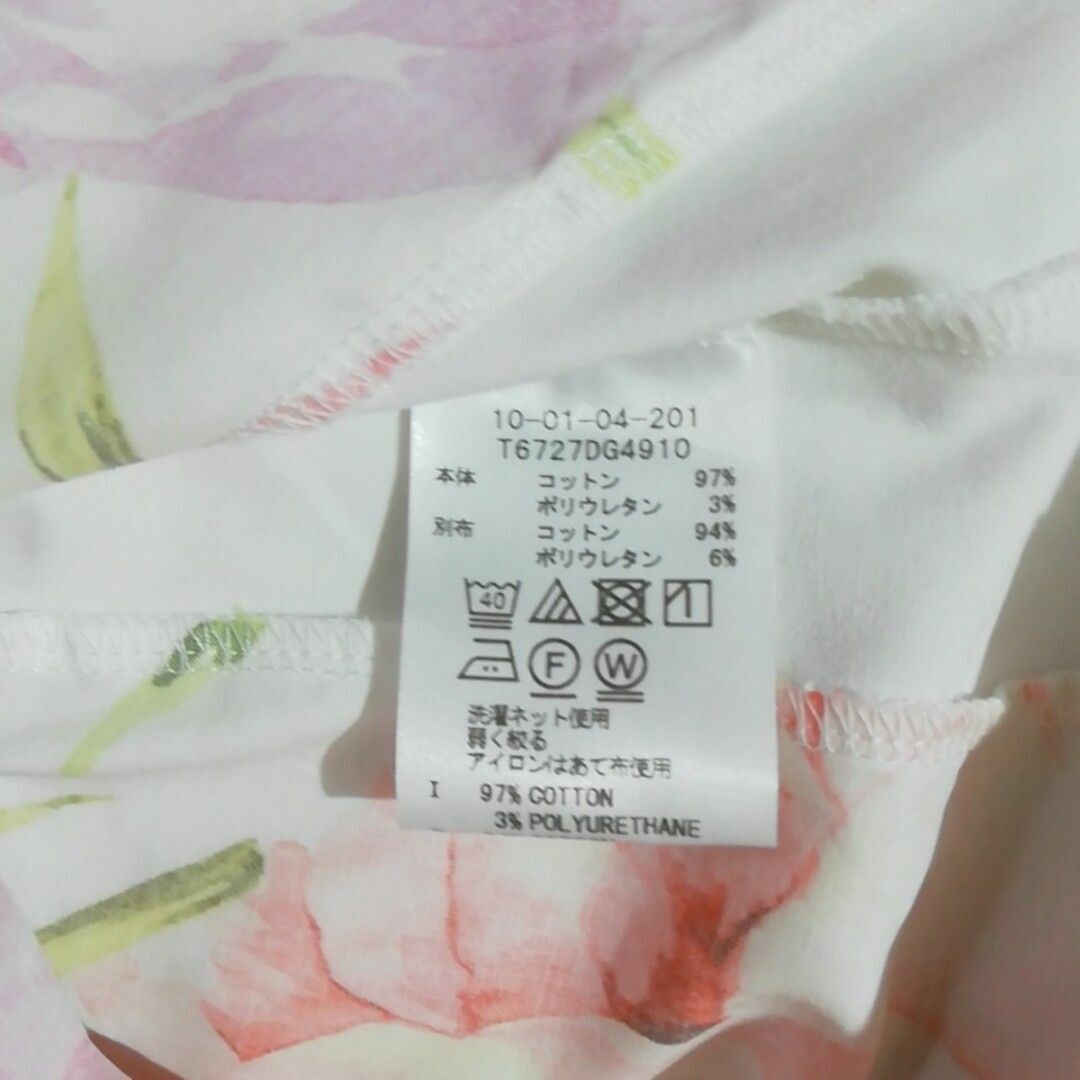 10-01-04-201
T6727DG4910
本体 コットン 97%
ポリウレタン 3%
別布 コットン 94%
ポリウレタン 6%
40
F W
洗濯ネット使用
弱く絞る
アイロンはあて布使用
I 97% COTTON
3% POLYURETHANE